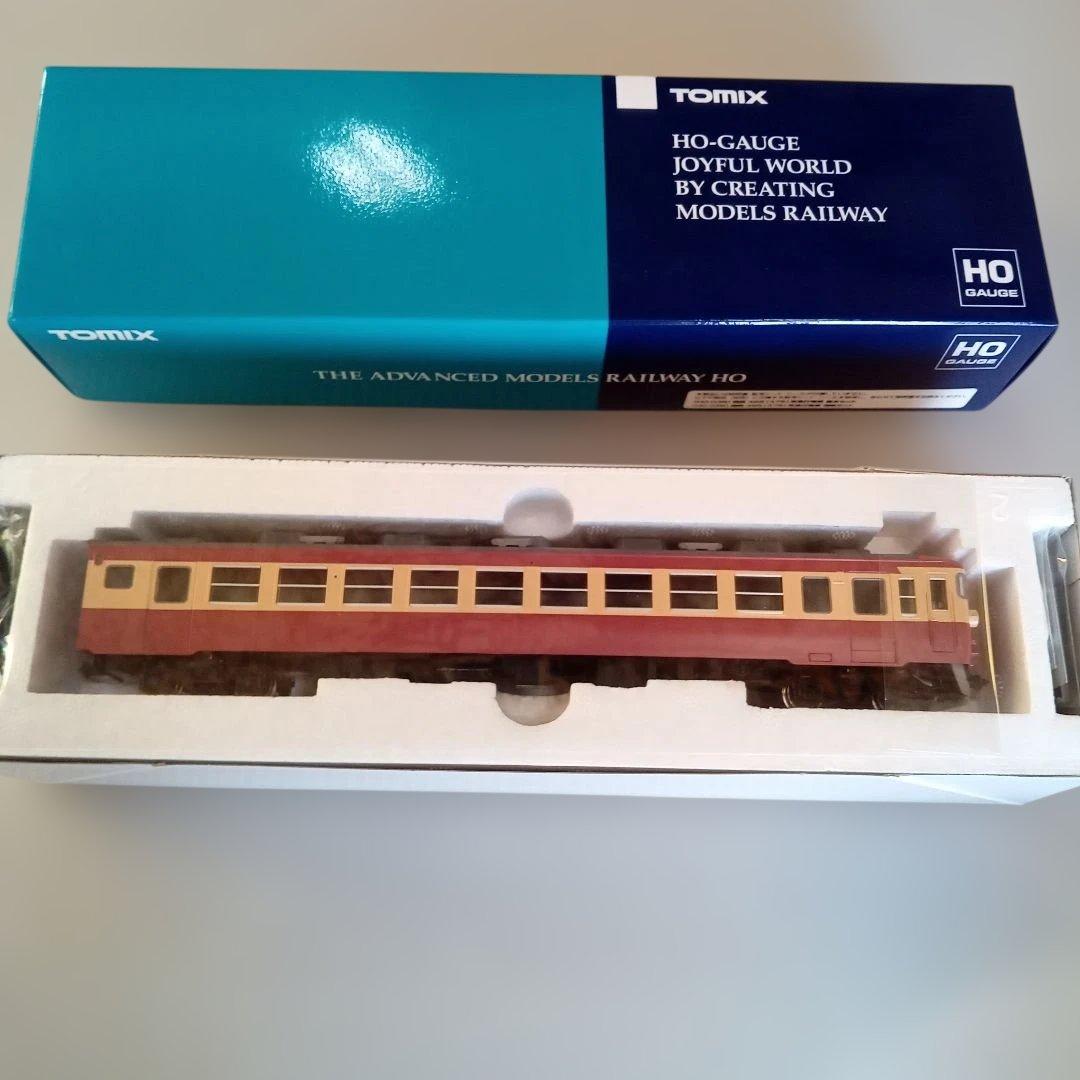 TOMIX
HO-GAUGE
JOYFUL WORLD
BY CREATING
MODELS RAILWAY
HO
GAUGE
TOMIX
HO
GAUGE
THE ADVANCED MODELS RAILWAY HO